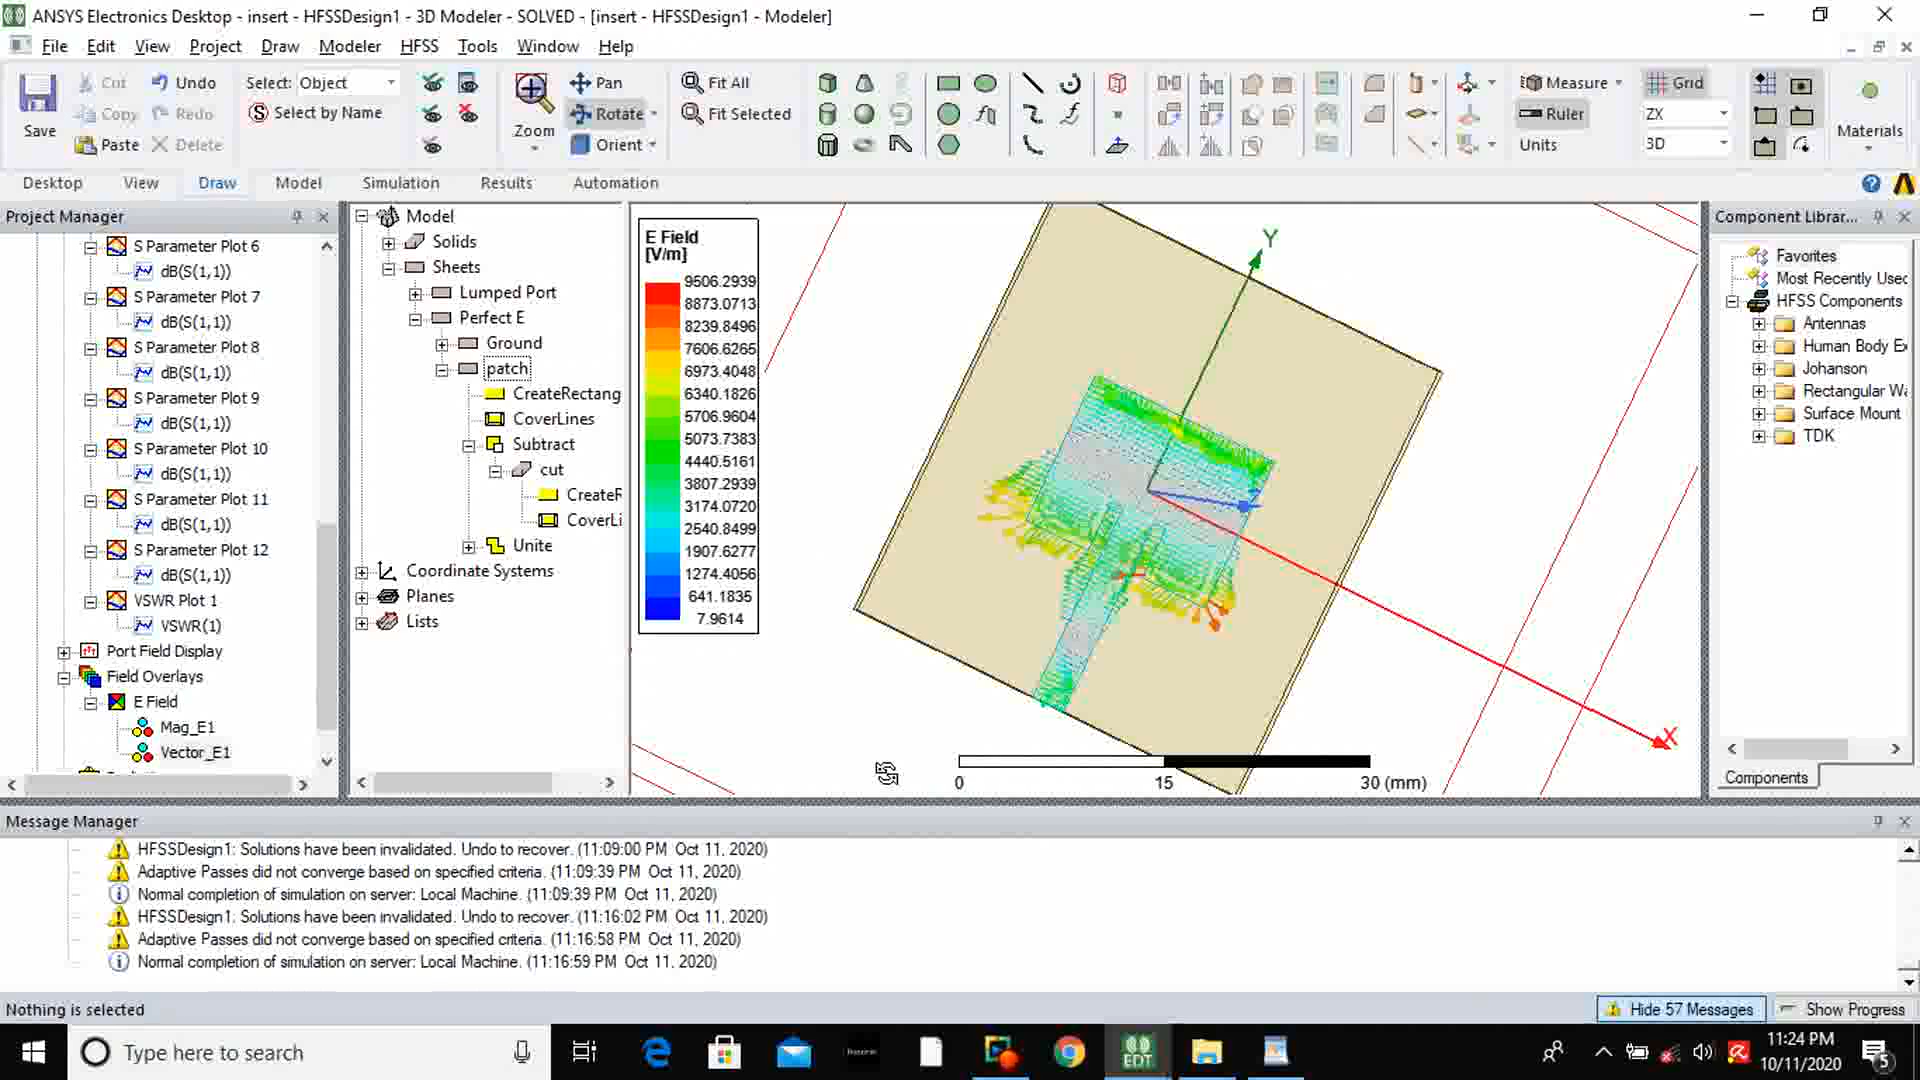 ANSYS Electronics Desktop - insert - HFSSDesign1 - 3D Modeler - SOLVED - [insert - HFSSDesign1 - Modeler]
File Edit View Project Draw Modeler HFSS Tools Window Help
Save
Cut
Copy
Paste
Undo
Redo
Delete
Select: Object
Select by Name
Zoom
Pan
Rotate
Orient
Fit All
Fit Selected
Measure
Ruler
Units
Grid
ZX
3D
Materials
Desktop View Draw Model Simulation Results Automation
Project Manager
S Parameter Plot 6
dB(S(1,1))
S Parameter Plot 7
dB(S(1,1))
S Parameter Plot 8
dB(S(1,1))
S Parameter Plot 9
dB(S(1,1))
S Parameter Plot 10
dB(S(1,1))
S Parameter Plot 11
dB(S(1,1))
S Parameter Plot 12
dB(S(1,1))
VSWR Plot 1
VSWR(1)
Port Field Display
Field Overlays
E Field
Mag_E1
Vector_E1
Model
Solids
Sheets
Lumped Port
Perfect E
Ground
patch
CreateRectang
CoverLines
Subtract
cut
CreateR
CoverLi
Unite
Coordinate Systems
Planes
Lists
E Field
[V/m]
9506.2939
8873.0713
8239.8496
7606.6265
6973.4048
6340.1826
5706.9604
5073.7383
4440.5161
3807.2939
3174.0720
2540.8499
1907.6277
1274.4056
641.1835
7.9614
Y
Z
X
0 15 30 (mm)
Component Librar...
Favorites
Most Recently Used
HFSS Components
Antennas
Human Body Ex
Johanson
Rectangular Wa
Surface Mount
TDK
Components
Message Manager
HFSSDesign1: Solutions have been invalidated. Undo to recover. (11:09:00 PM Oct 11, 2020)
Adaptive Passes did not converge based on specified criteria. (11:09:39 PM Oct 11, 2020)
Normal completion of simulation on server: Local Machine. (11:09:39 PM Oct 11, 2020)
HFSSDesign1: Solutions have been invalidated. Undo to recover. (11:16:02 PM Oct 11, 2020)
Adaptive Passes did not converge based on specified criteria. (11:16:58 PM Oct 11, 2020)
Normal completion of simulation on server: Local Machine. (11:16:59 PM Oct 11, 2020)
Nothing is selected
Hide 57 Messages
Show Progress
Type here to search
EDT
11:24 PM
10/11/2020
5